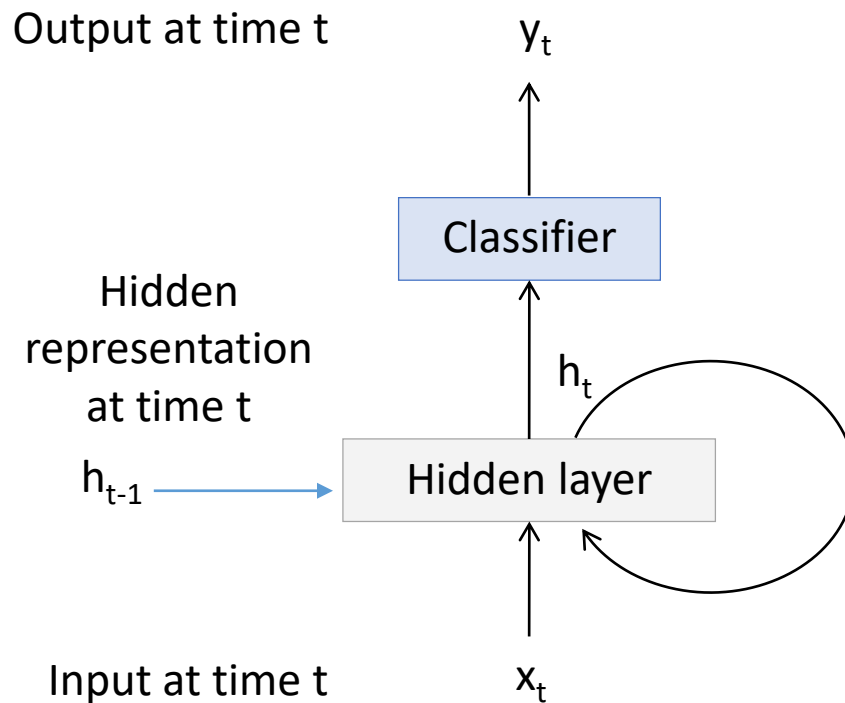 Output at time t
yₜ
Classifier
Hidden
representation
at time t
hₜ
hₜ₋₁
Hidden layer
Input at time t
xₜ